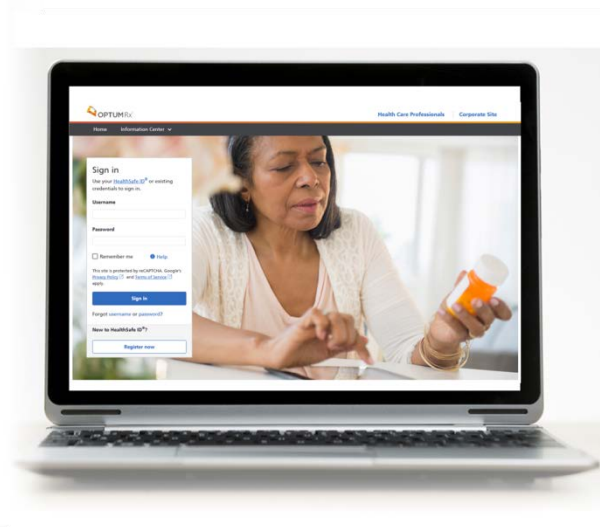 OPTUMRx
Health Care Professionals
Corporate Site
Home
Information Center
Sign in
Use your HealthSafe ID® or existing
credentials to sign in.
Username
Password
Remember me
Help
This site is protected by reCAPTCHA. Google's
Privacy Policy and Terms of Service
apply.
Sign in
Forgot username or password?
New to HealthSafe ID®?
Register now